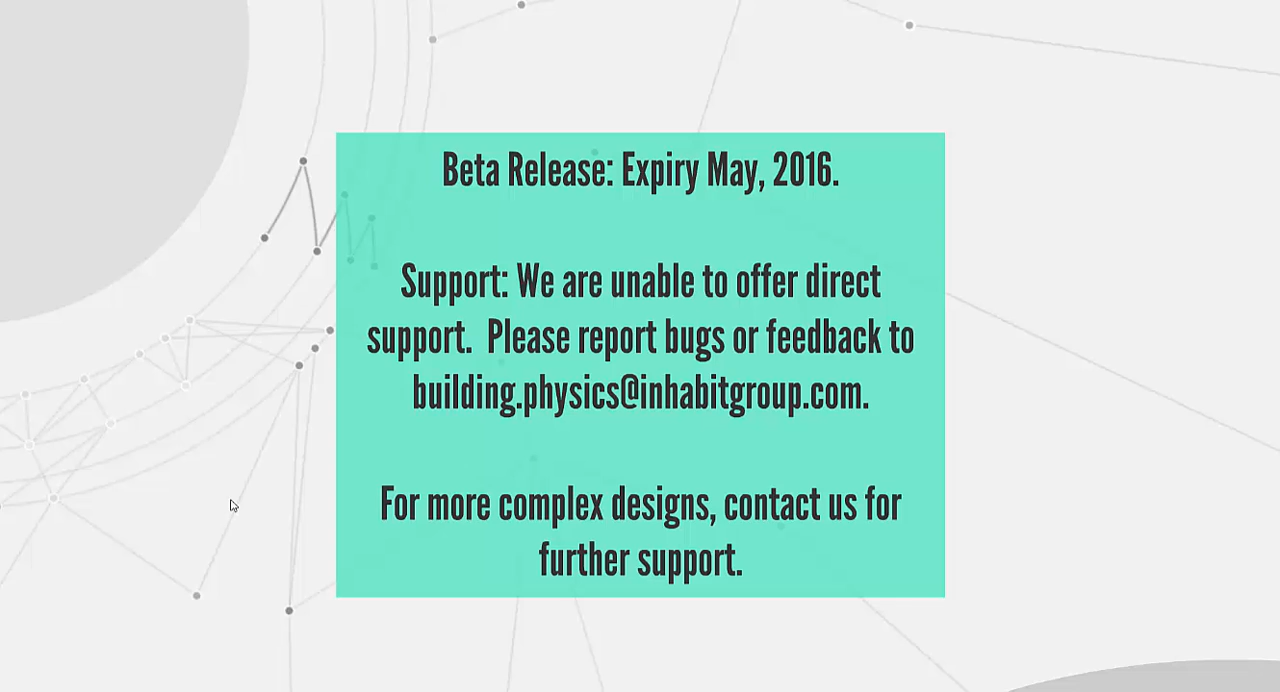 Beta Release: Expiry May, 2016.
Support: We are unable to offer direct
support.  Please report bugs or feedback to
building.physics@inhabitgroup.com.
For more complex designs, contact us for
further support.